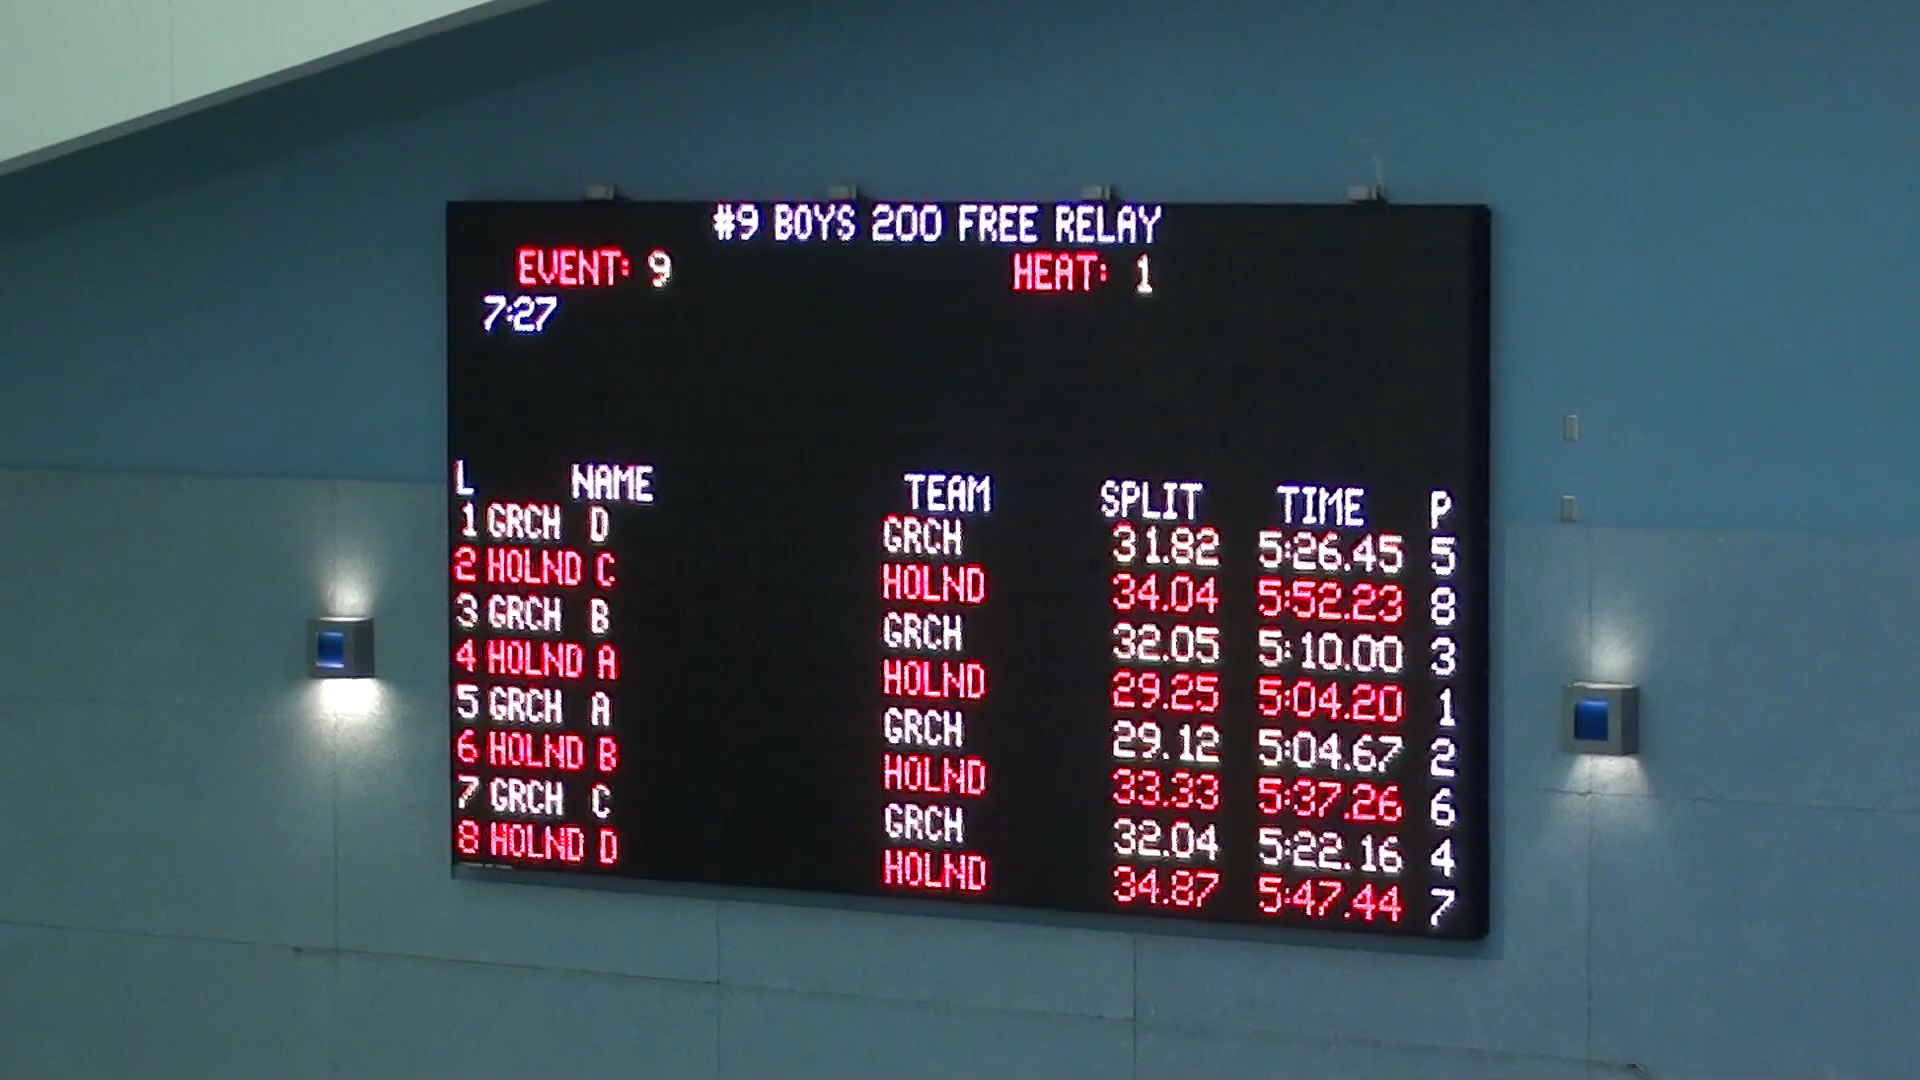 #9 BOYS 200 FREE RELAY
EVENT: 9 HEAT: 1
7:27
L NAME TEAM SPLIT TIME P
1 GRCH D GRCH 31.82 5:26.45 5
2 HOLND C HOLND 34.04 5:52.23 8
3 GRCH B GRCH 32.05 5:10.00 3
4 HOLND A HOLND 29.25 5:04.20 1
5 GRCH A GRCH 29.12 5:04.67 2
6 HOLND B HOLND 33.33 5:37.26 6
7 GRCH C GRCH 32.04 5:22.16 4
8 HOLND D HOLND 34.87 5:47.44 7